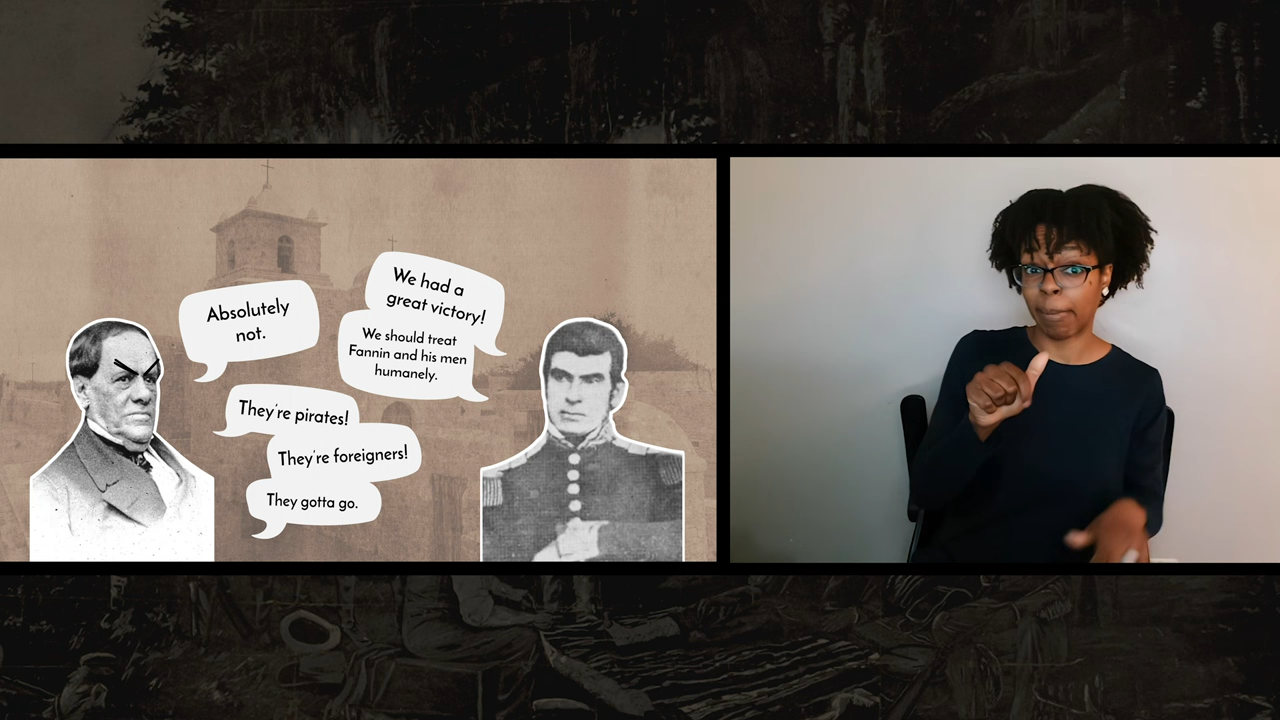 We had a
great victory!
We should treat
Fannin and his men
humanely.
Absolutely
not.
They're pirates!
They're foreigners!
They gotta go.